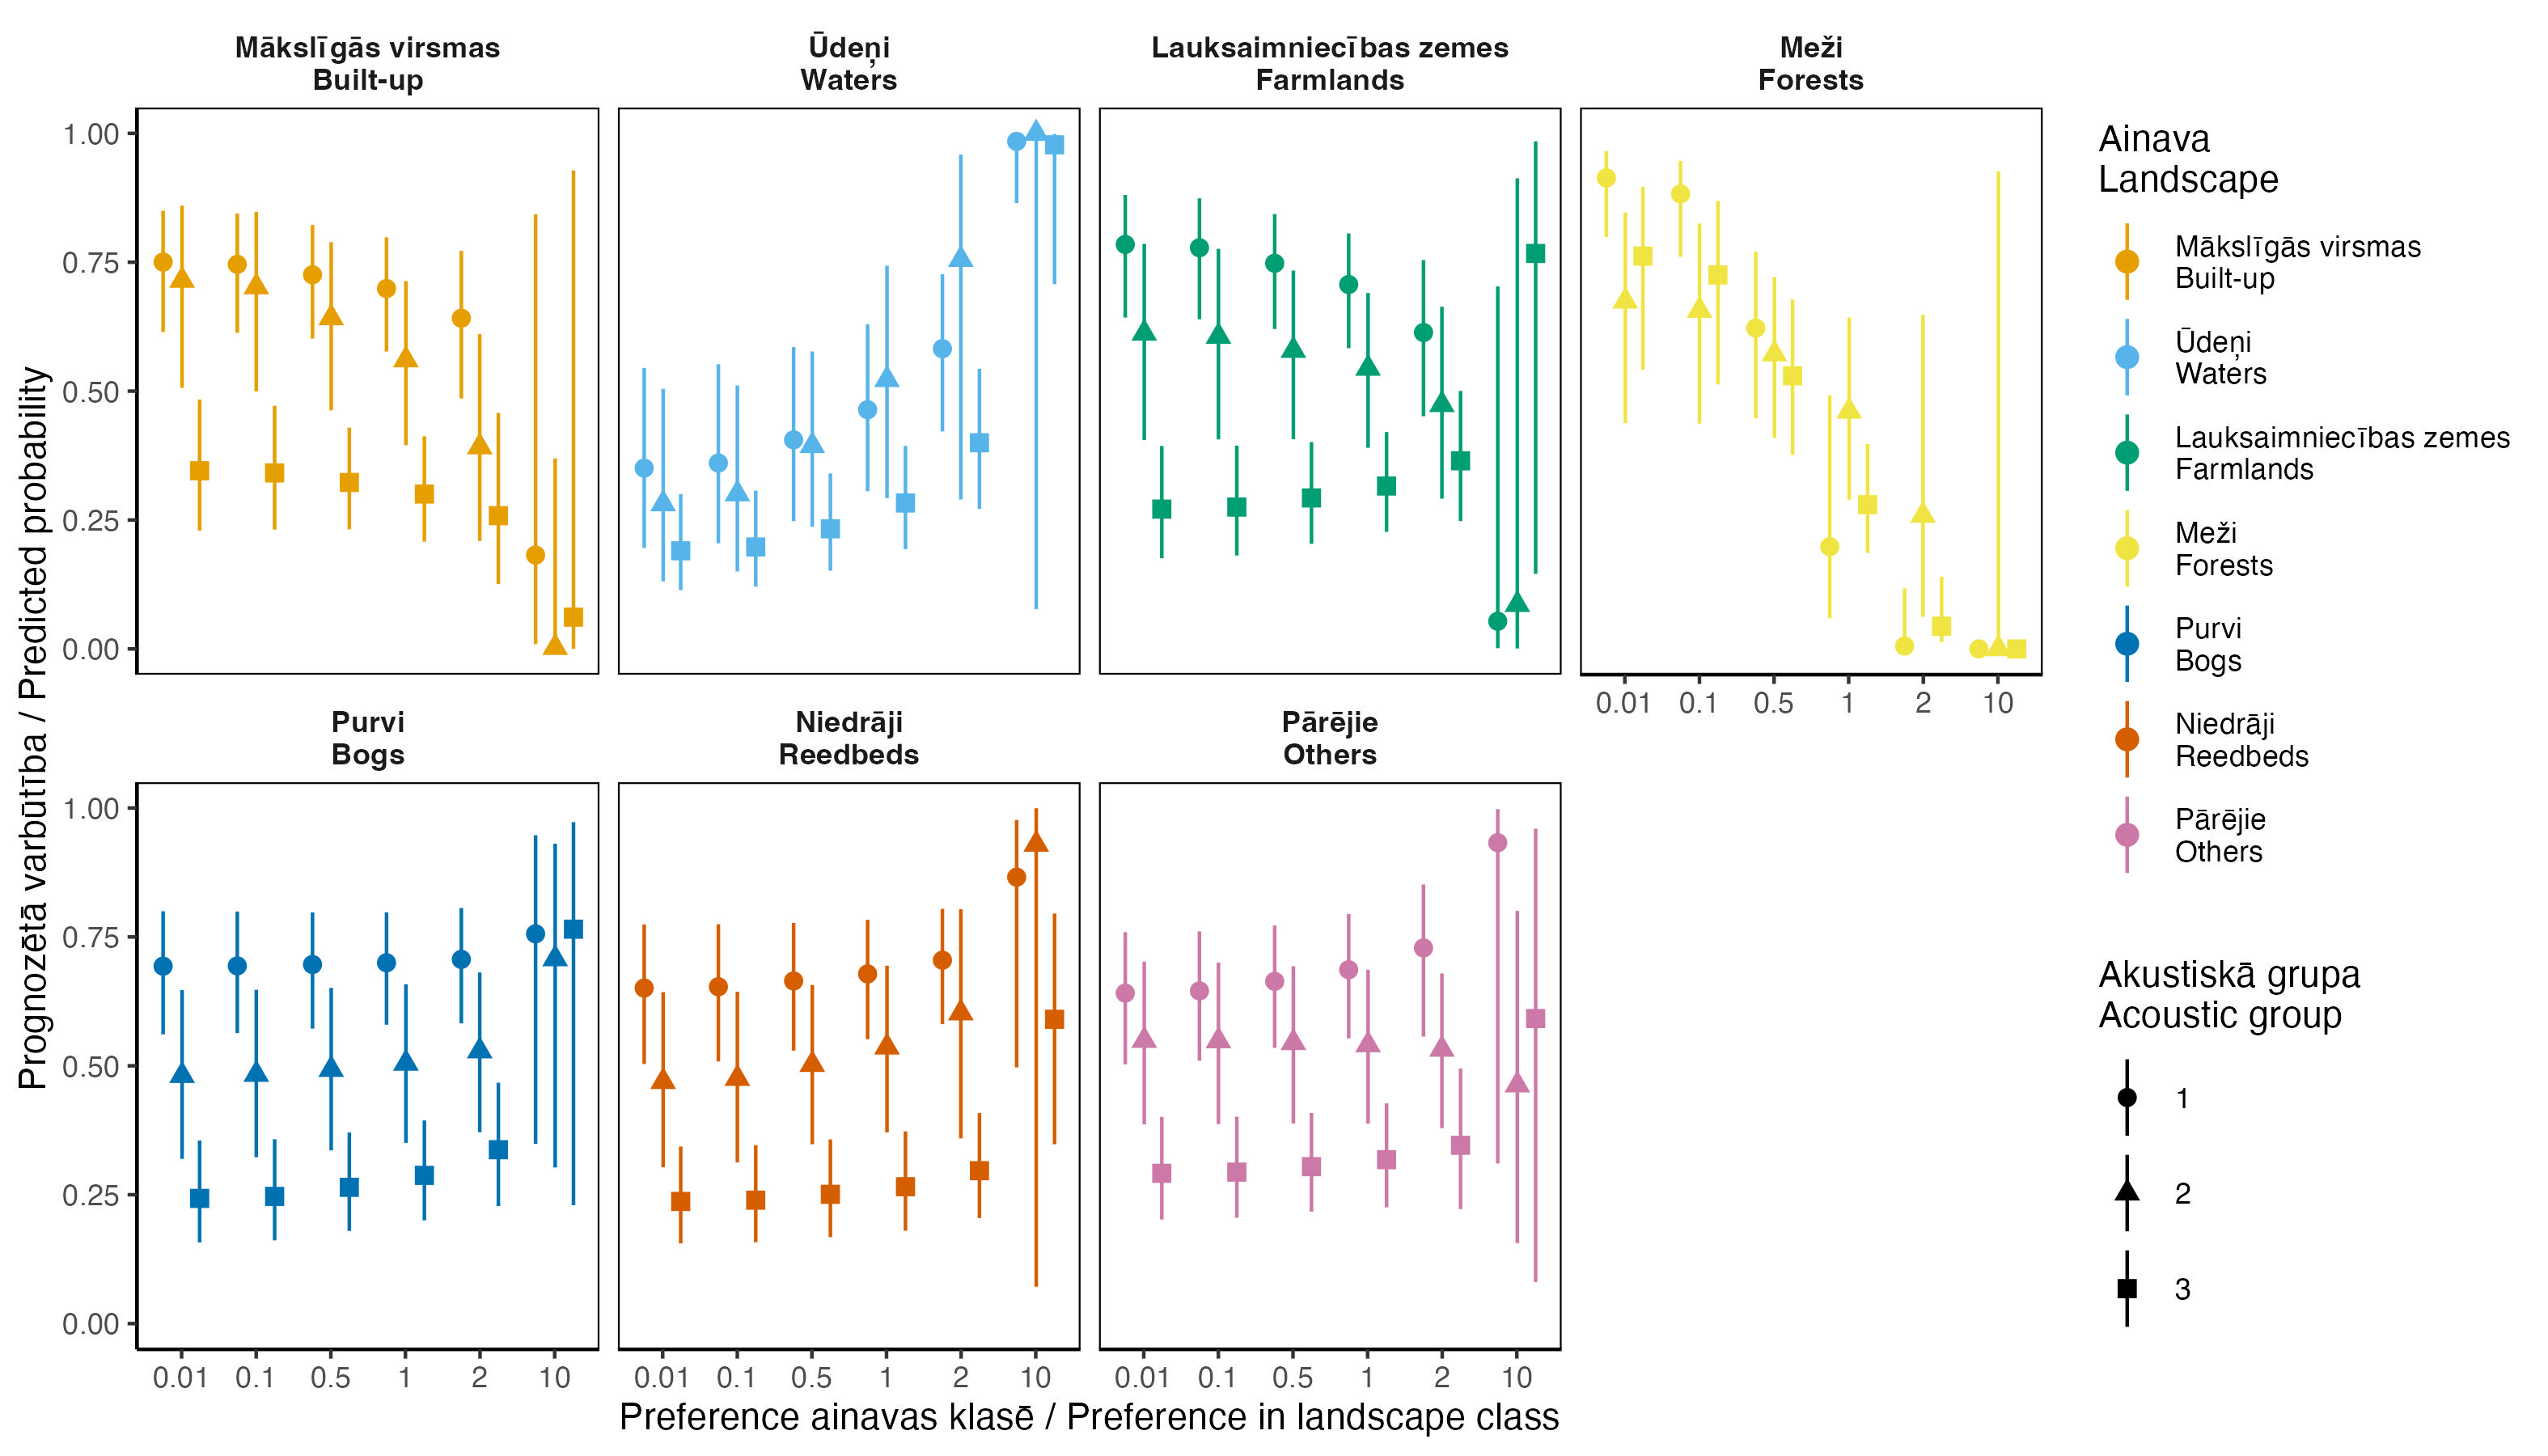 Mākslīgās virsmas
Built-up
Ūdeņi
Waters
Lauksaimniecības zemes
Farmlands
Meži
Forests
1.00
0.75
0.50
0.25
0.00
0.01 0.1 0.5 1 2 10
Purvi
Bogs
Niedrāji
Reedbeds
Pārējie
Others
1.00
0.75
0.50
0.25
0.00
0.01 0.1 0.5 1 2 10
0.01 0.1 0.5 1 2 10
0.01 0.1 0.5 1 2 10
Prognozētā varbūtība / Predicted probability
Preference ainavas klasē / Preference in landscape class
Ainava
Landscape
Mākslīgās virsmas
Built-up
Ūdeņi
Waters
Lauksaimniecības zemes
Farmlands
Meži
Forests
Purvi
Bogs
Niedrāji
Reedbeds
Pārējie
Others
Akustiskā grupa
Acoustic group
1
2
3